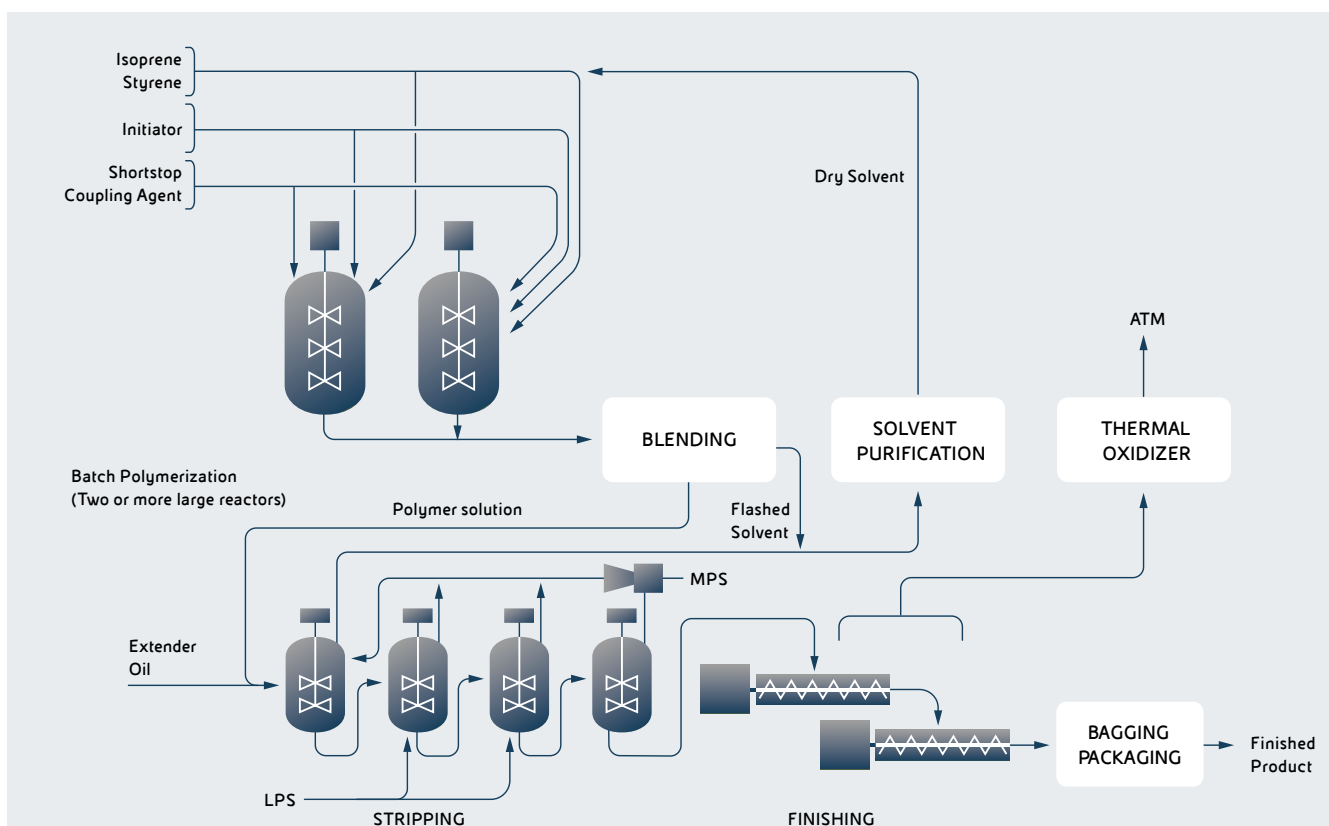 Isoprene
Styrene
Initiator
Shortstop
Coupling Agent
Dry Solvent
ATM
BLENDING
SOLVENT
PURIFICATION
THERMAL
OXIDIZER
Batch Polymerization
(Two or more large reactors)
Polymer solution
Flashed
Solvent
MPS
Extender
Oil
BAGGING
PACKAGING
Finished
Product
LPS
STRIPPING
FINISHING